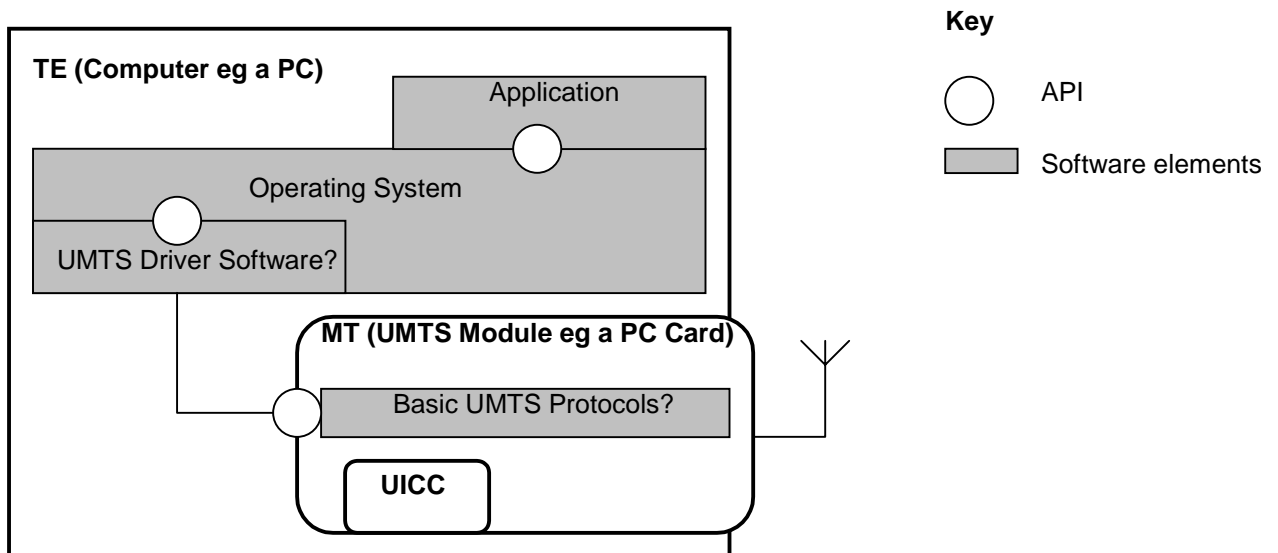 Key
TE (Computer eg a PC)
Application
API
Software elements
Operating System
UMTS Driver Software?
MT (UMTS Module eg a PC Card)
Basic UMTS Protocols?
UICC